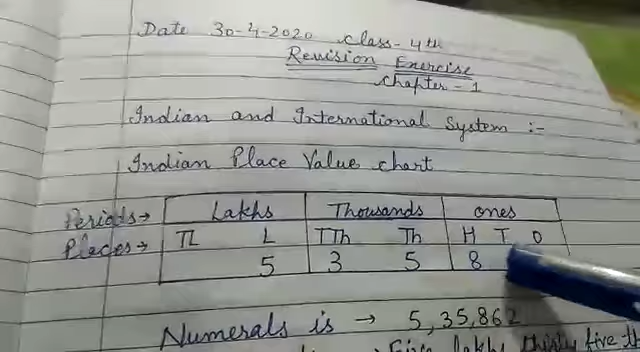 Date 30-4-2020 Class - 4th
Revision Exercise
Chapter - 1
Indian and International System :-
Indian Place Value chart
Periods→ Lakhs Thousands ones
Places→ TL L TTh Th H T O
5 3 5 8
Numerals is → 5,35,862
Five lakhs thirty five